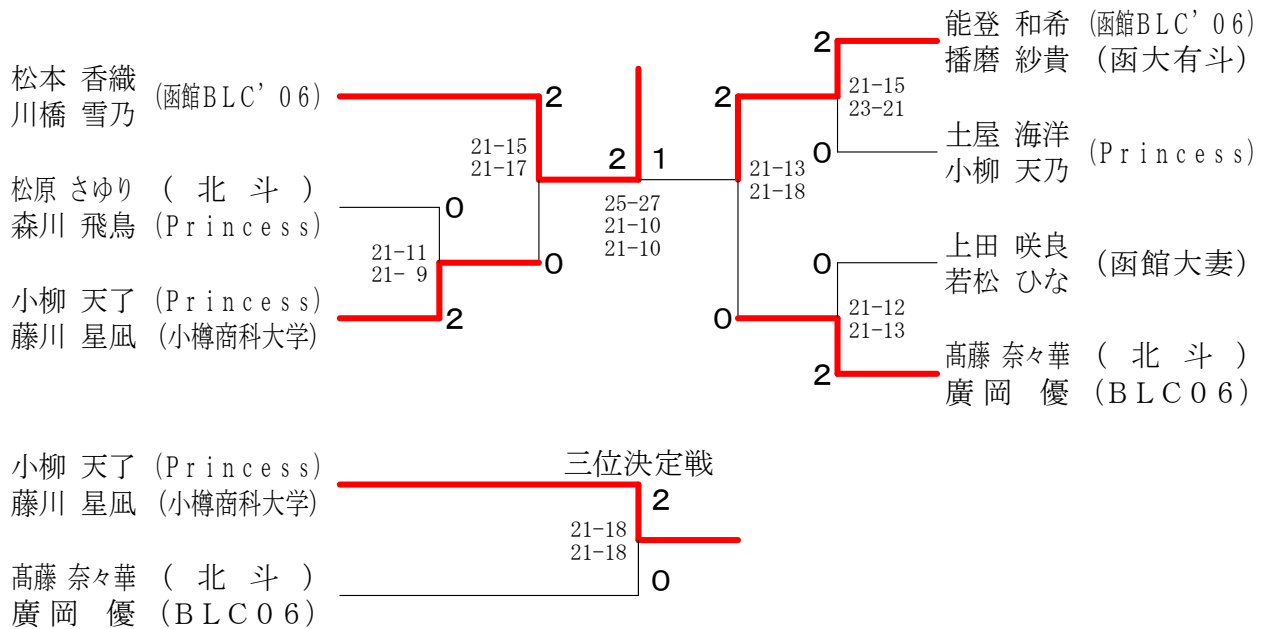 能登 和希 (函館BLC’06)
播磨 紗貴 (函大有斗)
2
松本 香織 (函館BLC’06)
川橋 雪乃
2
2
21-15
23-21
21-15
21-17
2 1
21-13
21-18
0
土屋 海洋 (Princess)
小柳 天乃
松原 さゆり ( 北 斗 )
森川 飛鳥 (Princess)
0
25-27
21-10
21-10
21-11
21- 9
0
0
上田 咲良 (函館大妻)
若松 ひな
小柳 天了 (Princess)
藤川 星凪 (小樽商科大学)
2
0
21-12
21-13
2
髙藤 奈々華 ( 北 斗 )
廣岡 優 (BLC06)
三位決定戦
小柳 天了 (Princess)
藤川 星凪 (小樽商科大学)
2
21-18
21-18
0
髙藤 奈々華 ( 北 斗 )
廣岡 優 (BLC06)